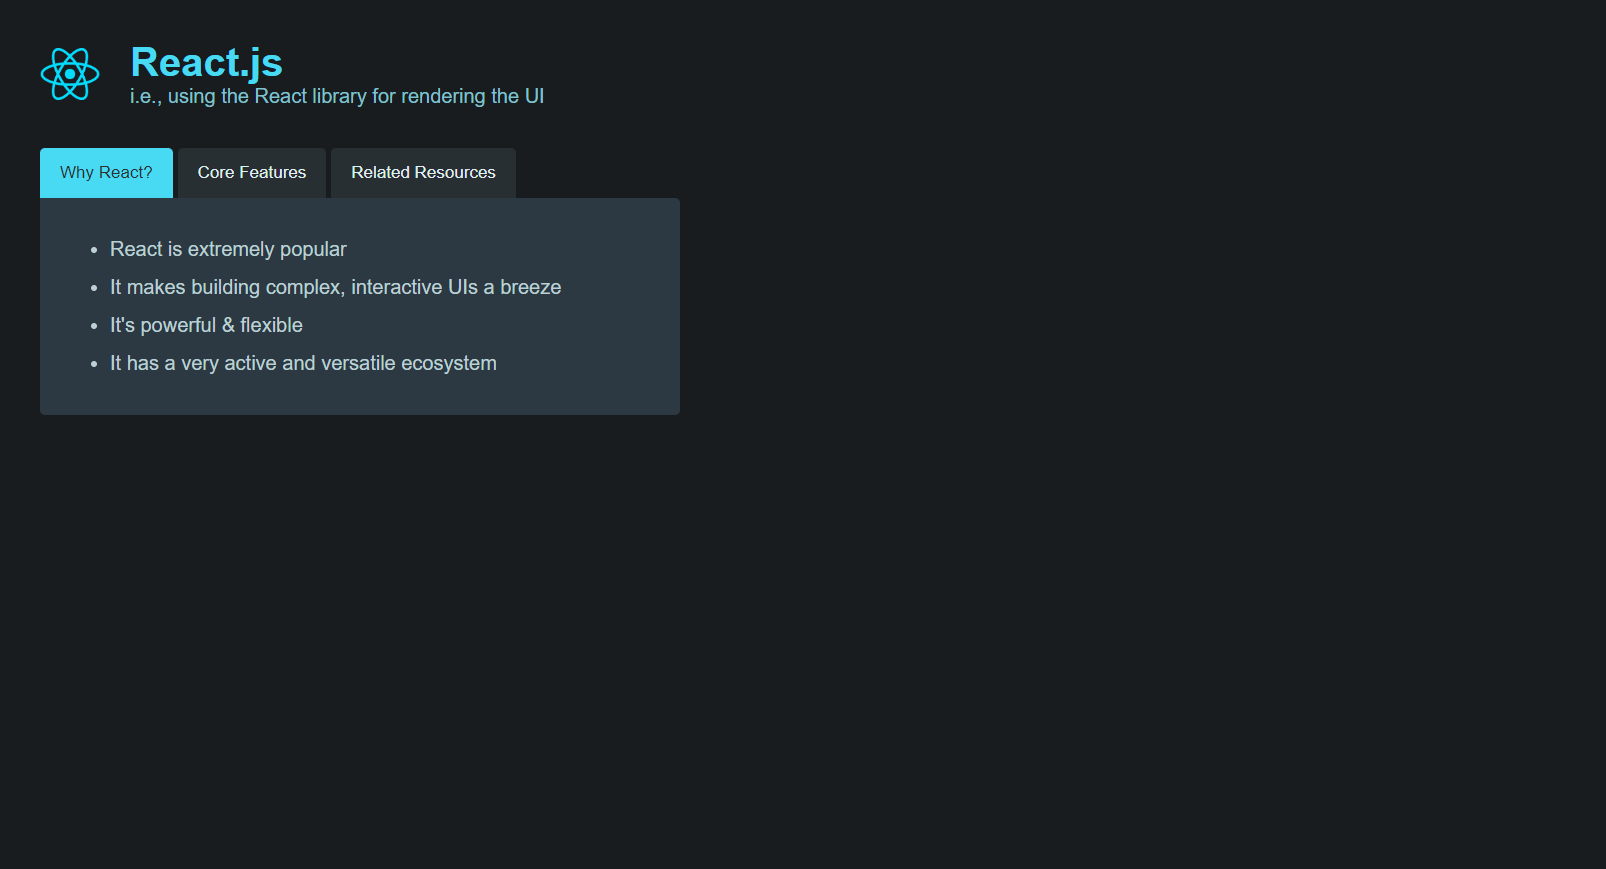 React.js
i.e., using the React library for rendering the UI
Why React? Core Features Related Resources
• React is extremely popular
• It makes building complex, interactive UIs a breeze
• It's powerful & flexible
• It has a very active and versatile ecosystem